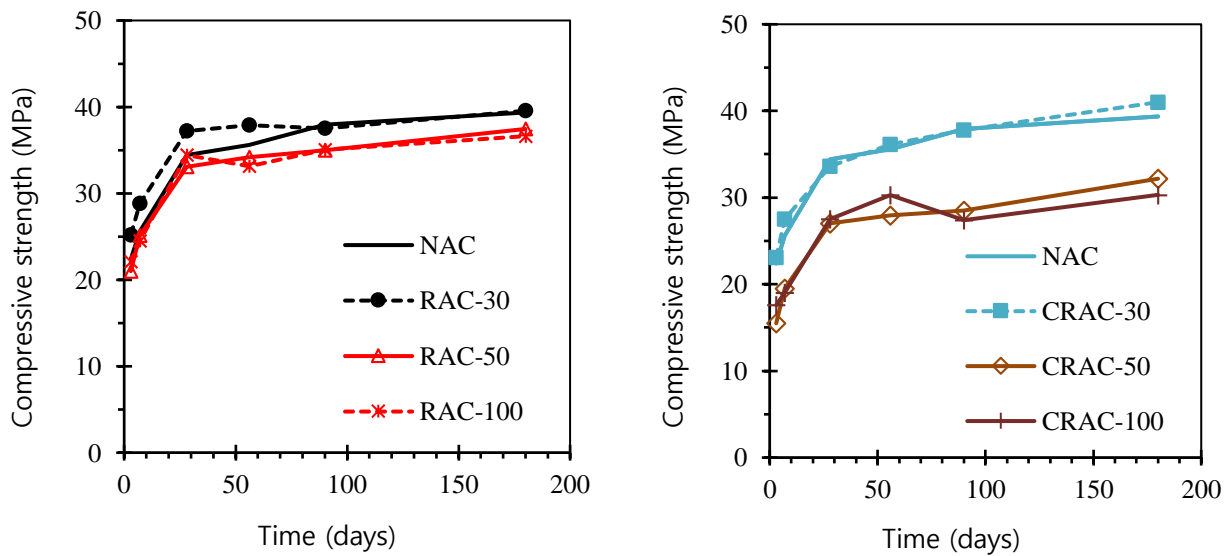 Compressive strength (MPa)
50
40
30
20
10
0
NAC
RAC-30
RAC-50
RAC-100
0 50 100 150 200
Time (days)
Compressive strength (MPa)
50
40
30
20
10
0
NAC
CRAC-30
CRAC-50
CRAC-100
0 50 100 150 200
Time (days)